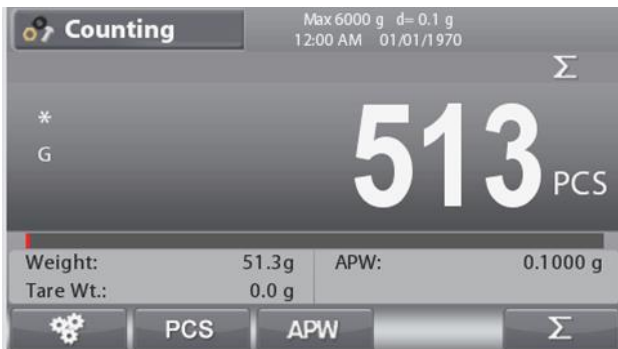 Counting
Max 6000 g d= 0.1 g
12:00 AM 01/01/1970
Σ
*
G
513 PCS
Weight: 51.3g APW: 0.1000 g
Tare Wt.: 0.0 g
PCS APW Σ